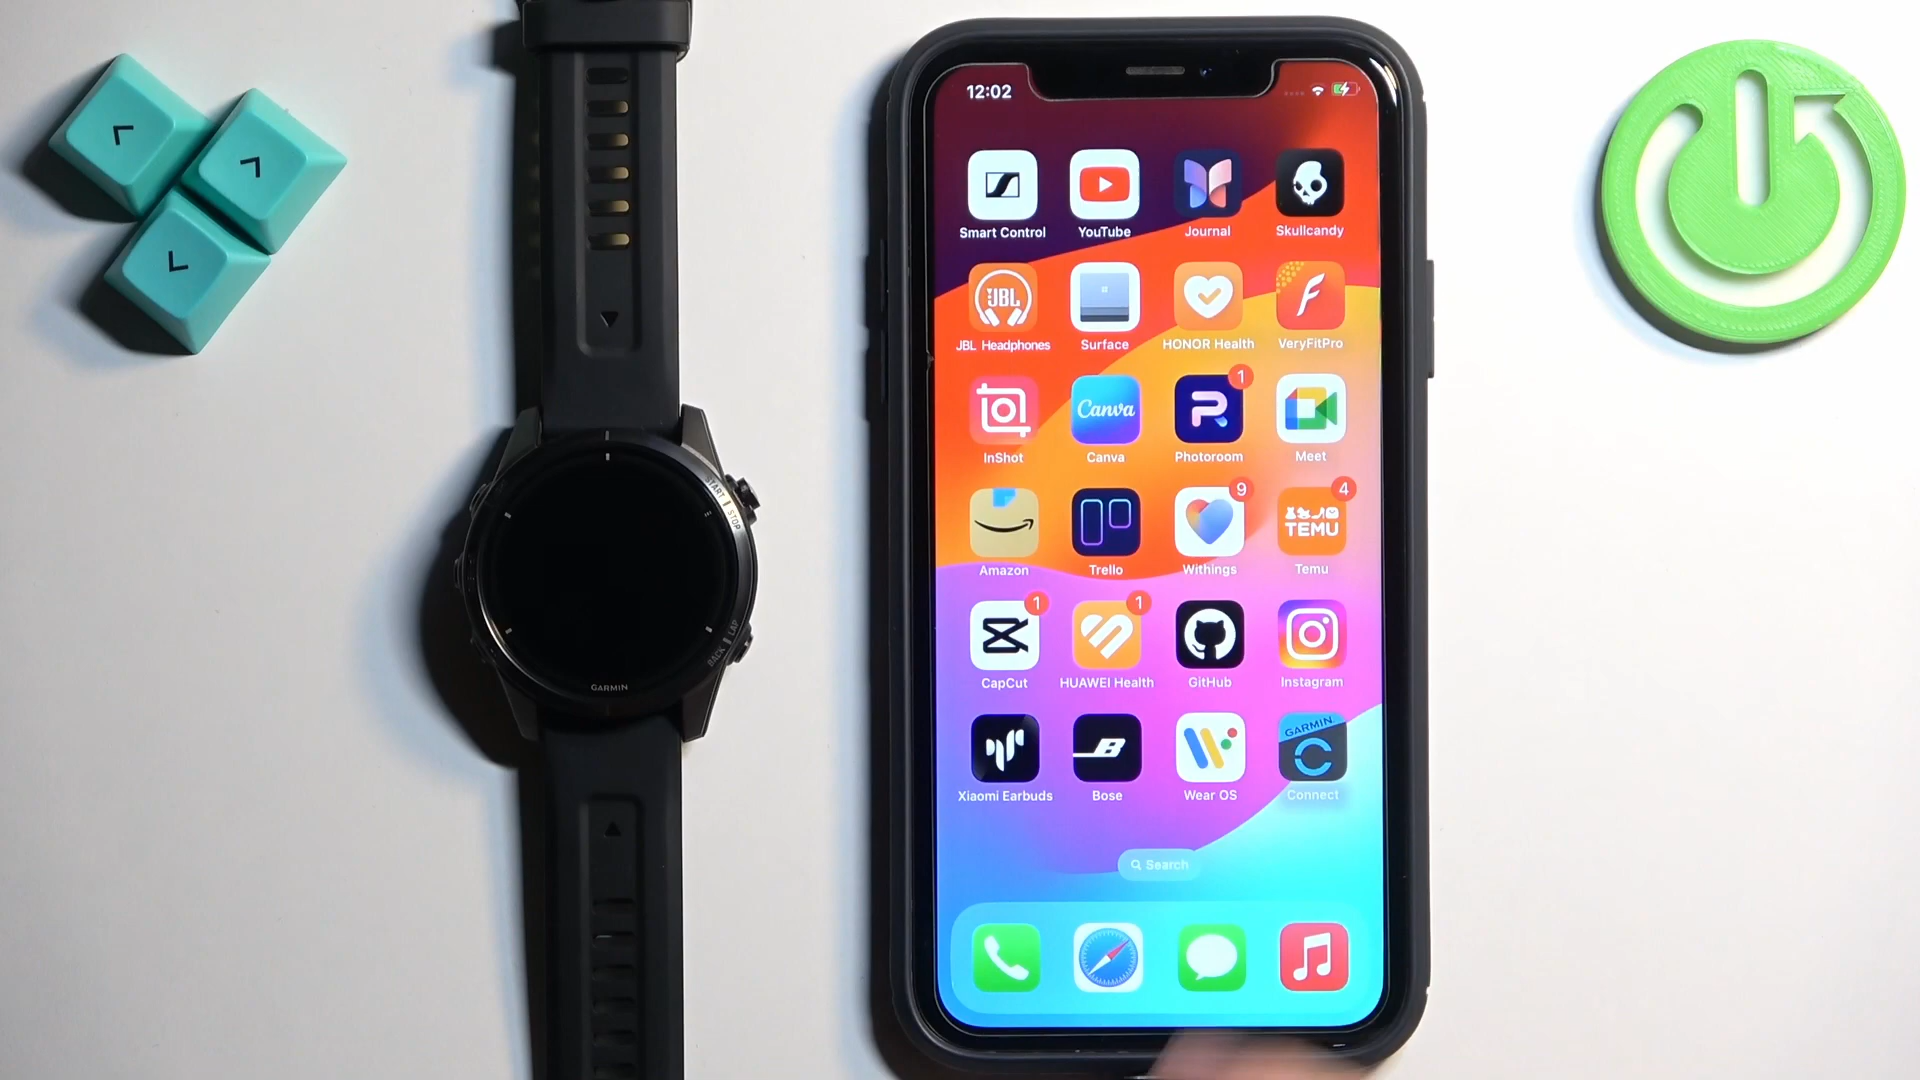 12:02
Smart Control YouTube Journal Skullcandy
JBL
JBL Headphones Surface HONOR Health VeryFitPro
1
Canva
InShot Canva Photoroom Meet
9 4
TEMU
Amazon Trello Withings Temu
1 1
CapCut HUAWEI Health GitHub Instagram
GARMIN
Xiaomi Earbuds Bose Wear OS Connect
Search
START STOP
LAP
BACK
GARMIN